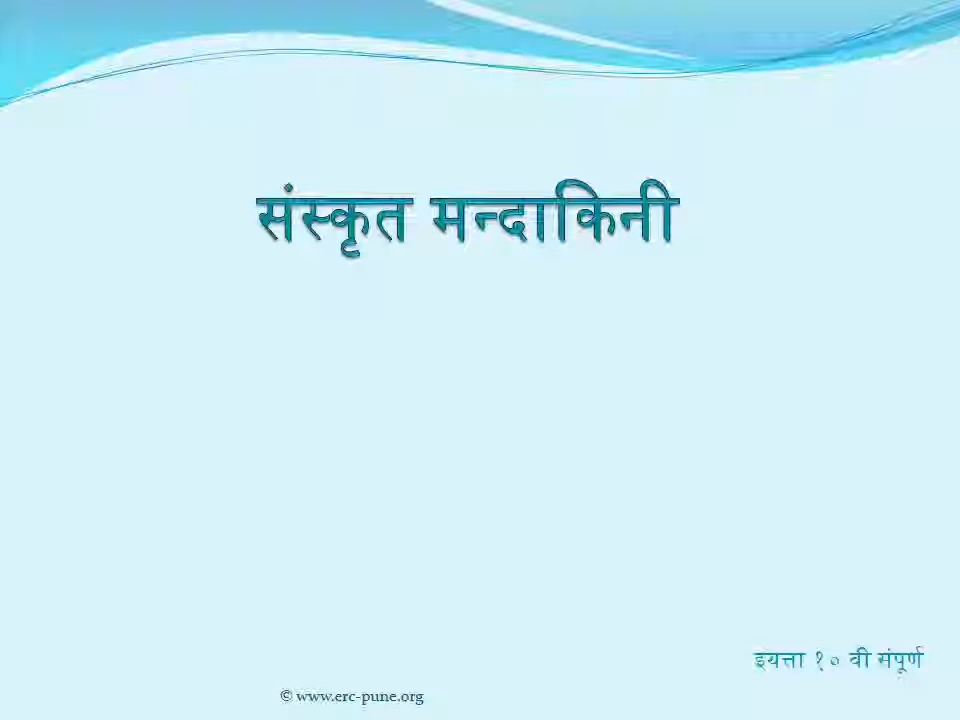 संस्कृत मन्दाकिनी
इयत्ता १० वी संपूर्ण
© www.erc-pune.org